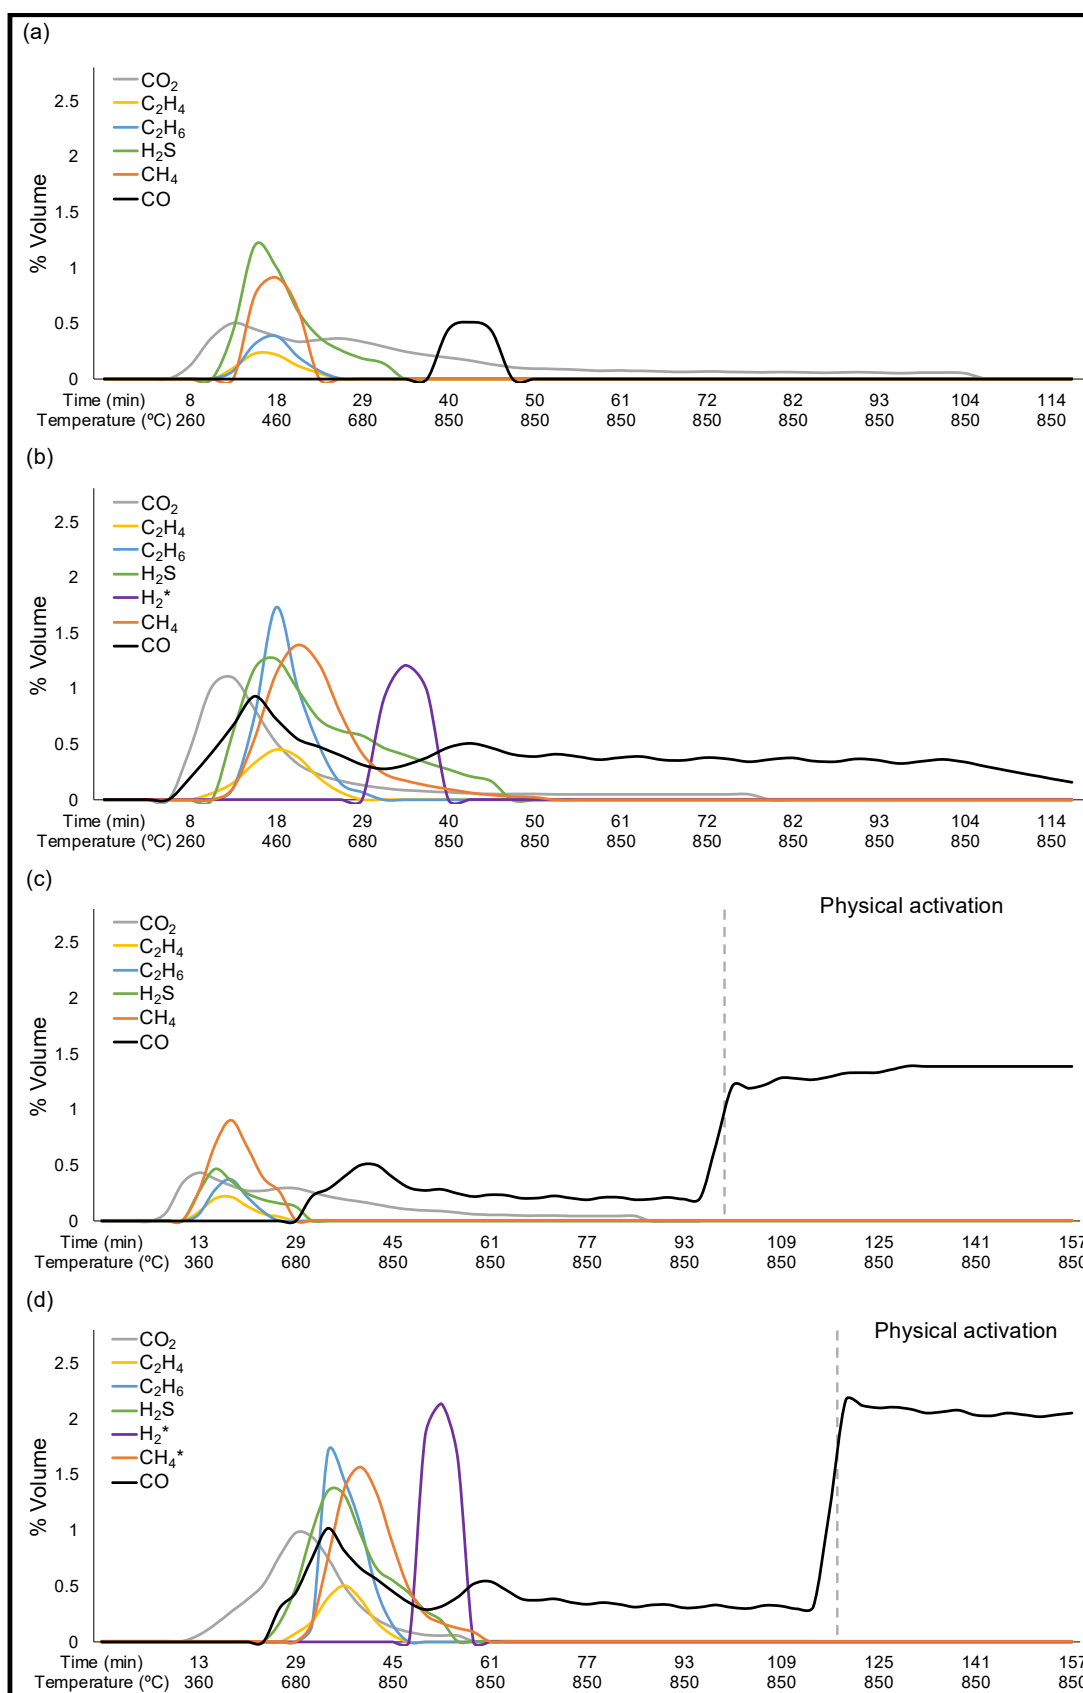 (a)
CO2
C2H4
C2H6
H2S
CH4
CO
% Volume
2.5
2
1.5
1
0.5
0
Time (min) 8 18 29 40 50 61 72 82 93 104 114
Temperature (ºC) 260 460 680 850 850 850 850 850 850 850 850
(b)
CO2
C2H4
C2H6
H2S
H2*
CH4
CO
% Volume
2.5
2
1.5
1
0.5
0
Time (min) 8 18 29 40 50 61 72 82 93 104 114
Temperature (ºC) 260 460 680 850 850 850 850 850 850 850 850
(c)
Physical activation
CO2
C2H4
C2H6
H2S
CH4
CO
% Volume
2.5
2
1.5
1
0.5
0
Time (min) 13 29 45 61 77 93 109 125 141 157
Temperature (ºC) 360 680 850 850 850 850 850 850 850 850
(d)
Physical activation
CO2
C2H4
C2H6
H2S
H2*
CH4*
CO
% Volume
2.5
2
1.5
1
0.5
0
Time (min) 13 29 45 61 77 93 109 125 141 157
Temperature (ºC) 360 680 850 850 850 850 850 850 850 850